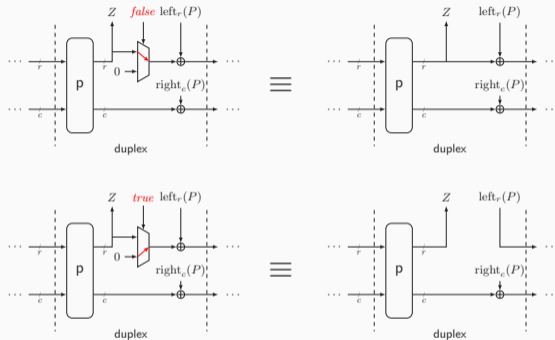 Z false left_r(P) Z left_r(P)
... r p r 0 ... ... r p r ...
right_c(P) ≡ right_c(P)
... c c ... ... c c ...
duplex duplex
Z true left_r(P) Z left_r(P)
... r p r 0 ... ... r p r ...
right_c(P) ≡ right_c(P)
... c c ... ... c c ...
duplex duplex